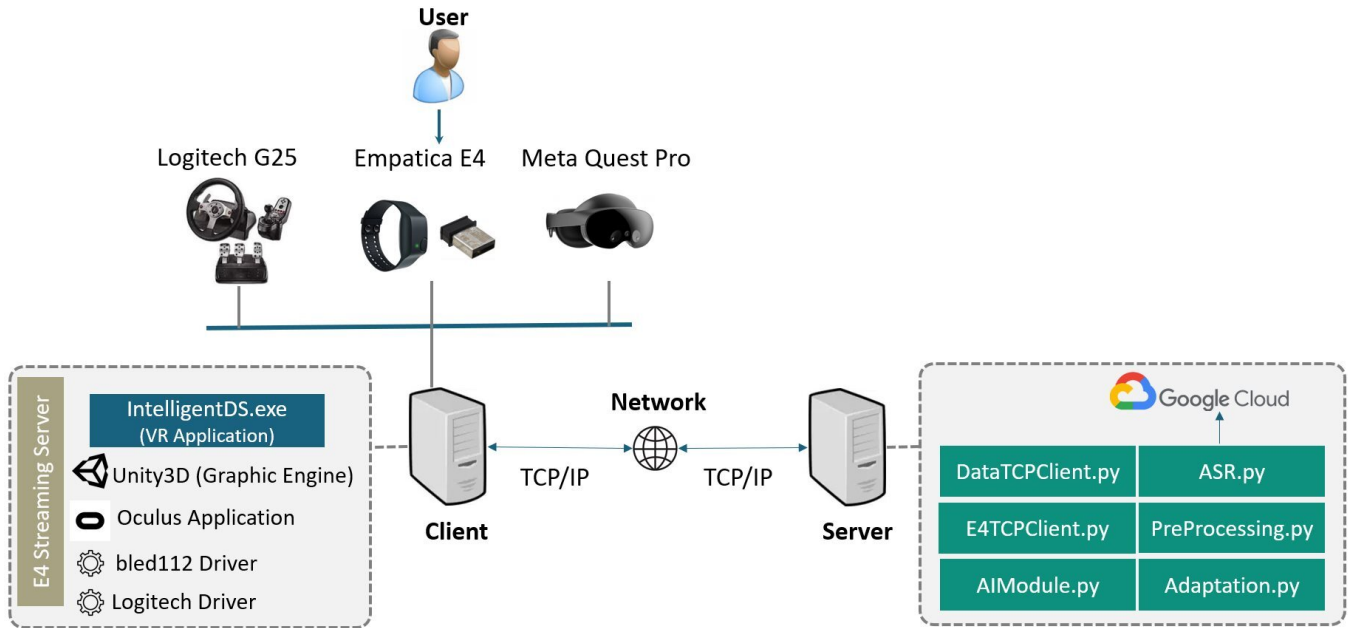 User
Logitech G25
Empatica E4
Meta Quest Pro
E4 Streaming Server
IntelligentDS.exe
(VR Application)
Unity3D (Graphic Engine)
Oculus Application
bled112 Driver
Logitech Driver
Client
TCP/IP
Network
TCP/IP
Server
Google Cloud
DataTCPClient.py
ASR.py
E4TCPClient.py
PreProcessing.py
AIModule.py
Adaptation.py